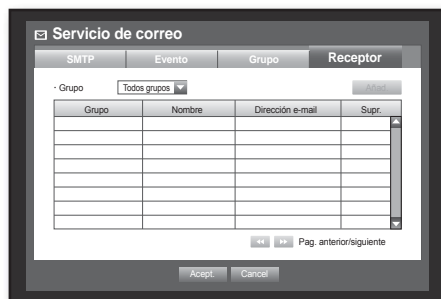 Servicio de correo
SMTP Evento Grupo Receptor
· Grupo Todos grupos Añad.
Grupo Nombre Dirección e-mail Supr.
Pag. anterior/siguiente
Acept. Cancel